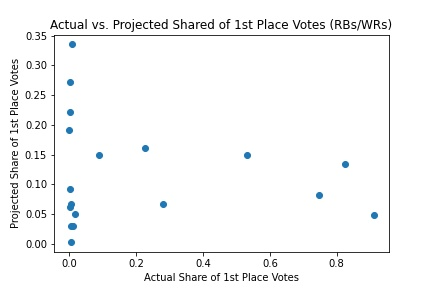 Actual vs. Projected Shared of 1st Place Votes (RBs/WRs)
0.35
0.30
0.25
0.20
0.15
0.10
0.05
0.00
Projected Share of 1st Place Votes
0.0 0.2 0.4 0.6 0.8
Actual Share of 1st Place Votes